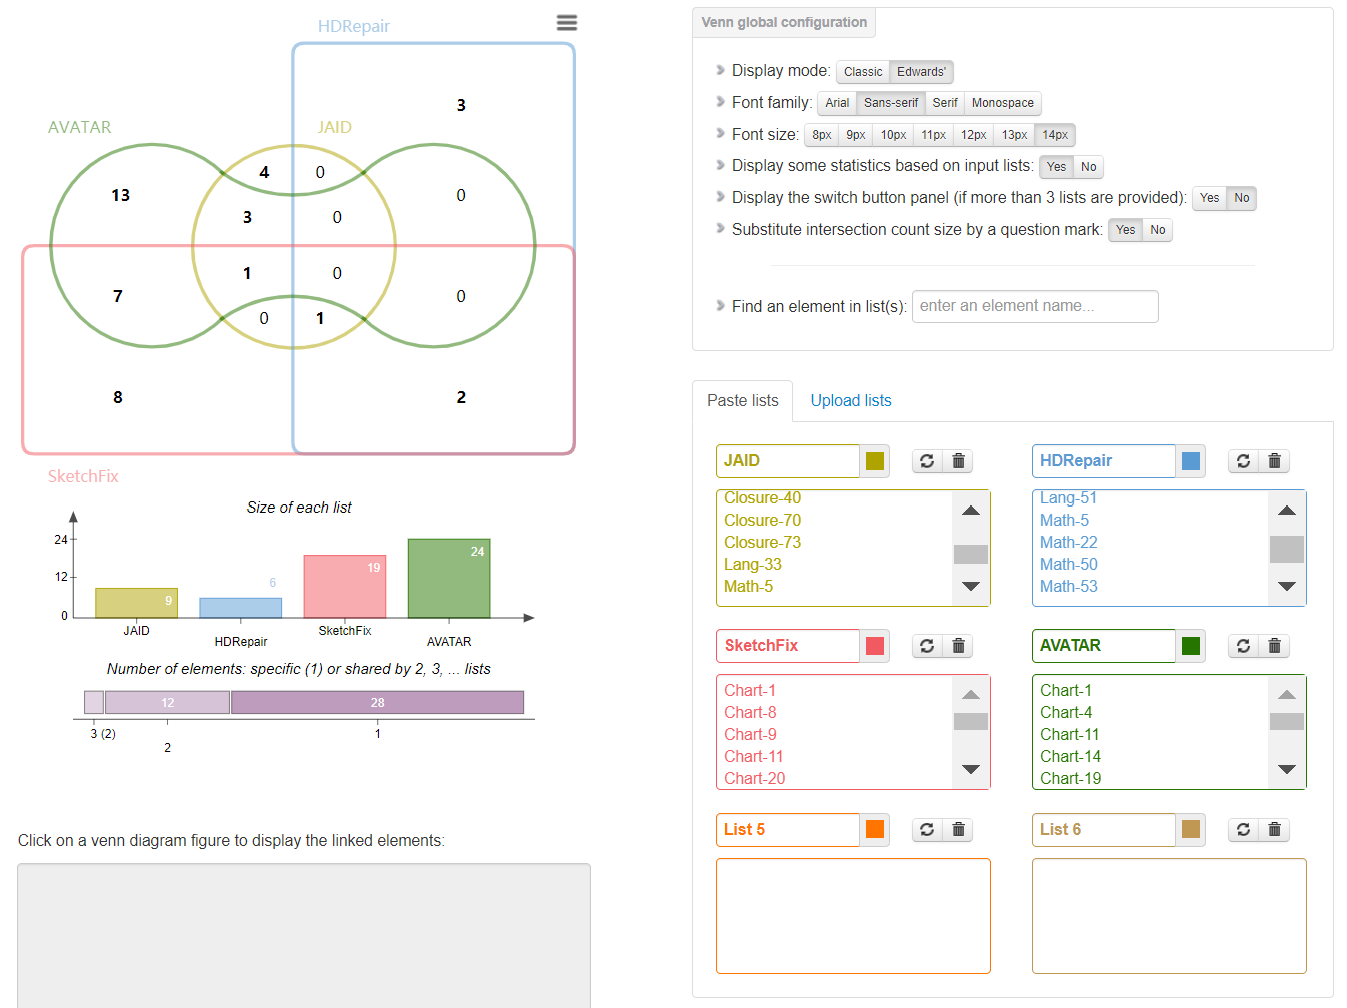 HDRepair
3
AVATAR
JAID
4
0
13
0
3
0
1
0
7
0
0
1
8
2
SketchFix
Size of each list
24
12
0
9
6
19
24
JAID
HDRepair
SketchFix
AVATAR
Number of elements: specific (1) or shared by 2, 3, ... lists
12
28
3 (2)
2
1
Click on a venn diagram figure to display the linked elements:
Venn global configuration
Display mode: Classic Edwards'
Font family: Arial Sans-serif Serif Monospace
Font size: 8px 9px 10px 11px 12px 13px 14px
Display some statistics based on input lists: Yes No
Display the switch button panel (if more than 3 lists are provided): Yes No
Substitute intersection count size by a question mark: Yes No
Find an element in list(s): enter an element name...
Paste lists Upload lists
JAID
Closure-40
Closure-70
Closure-73
Lang-33
Math-5
HDRepair
Lang-51
Math-5
Math-22
Math-50
Math-53
SketchFix
Chart-1
Chart-8
Chart-9
Chart-11
Chart-20
AVATAR
Chart-1
Chart-4
Chart-11
Chart-14
Chart-19
List 5
List 6